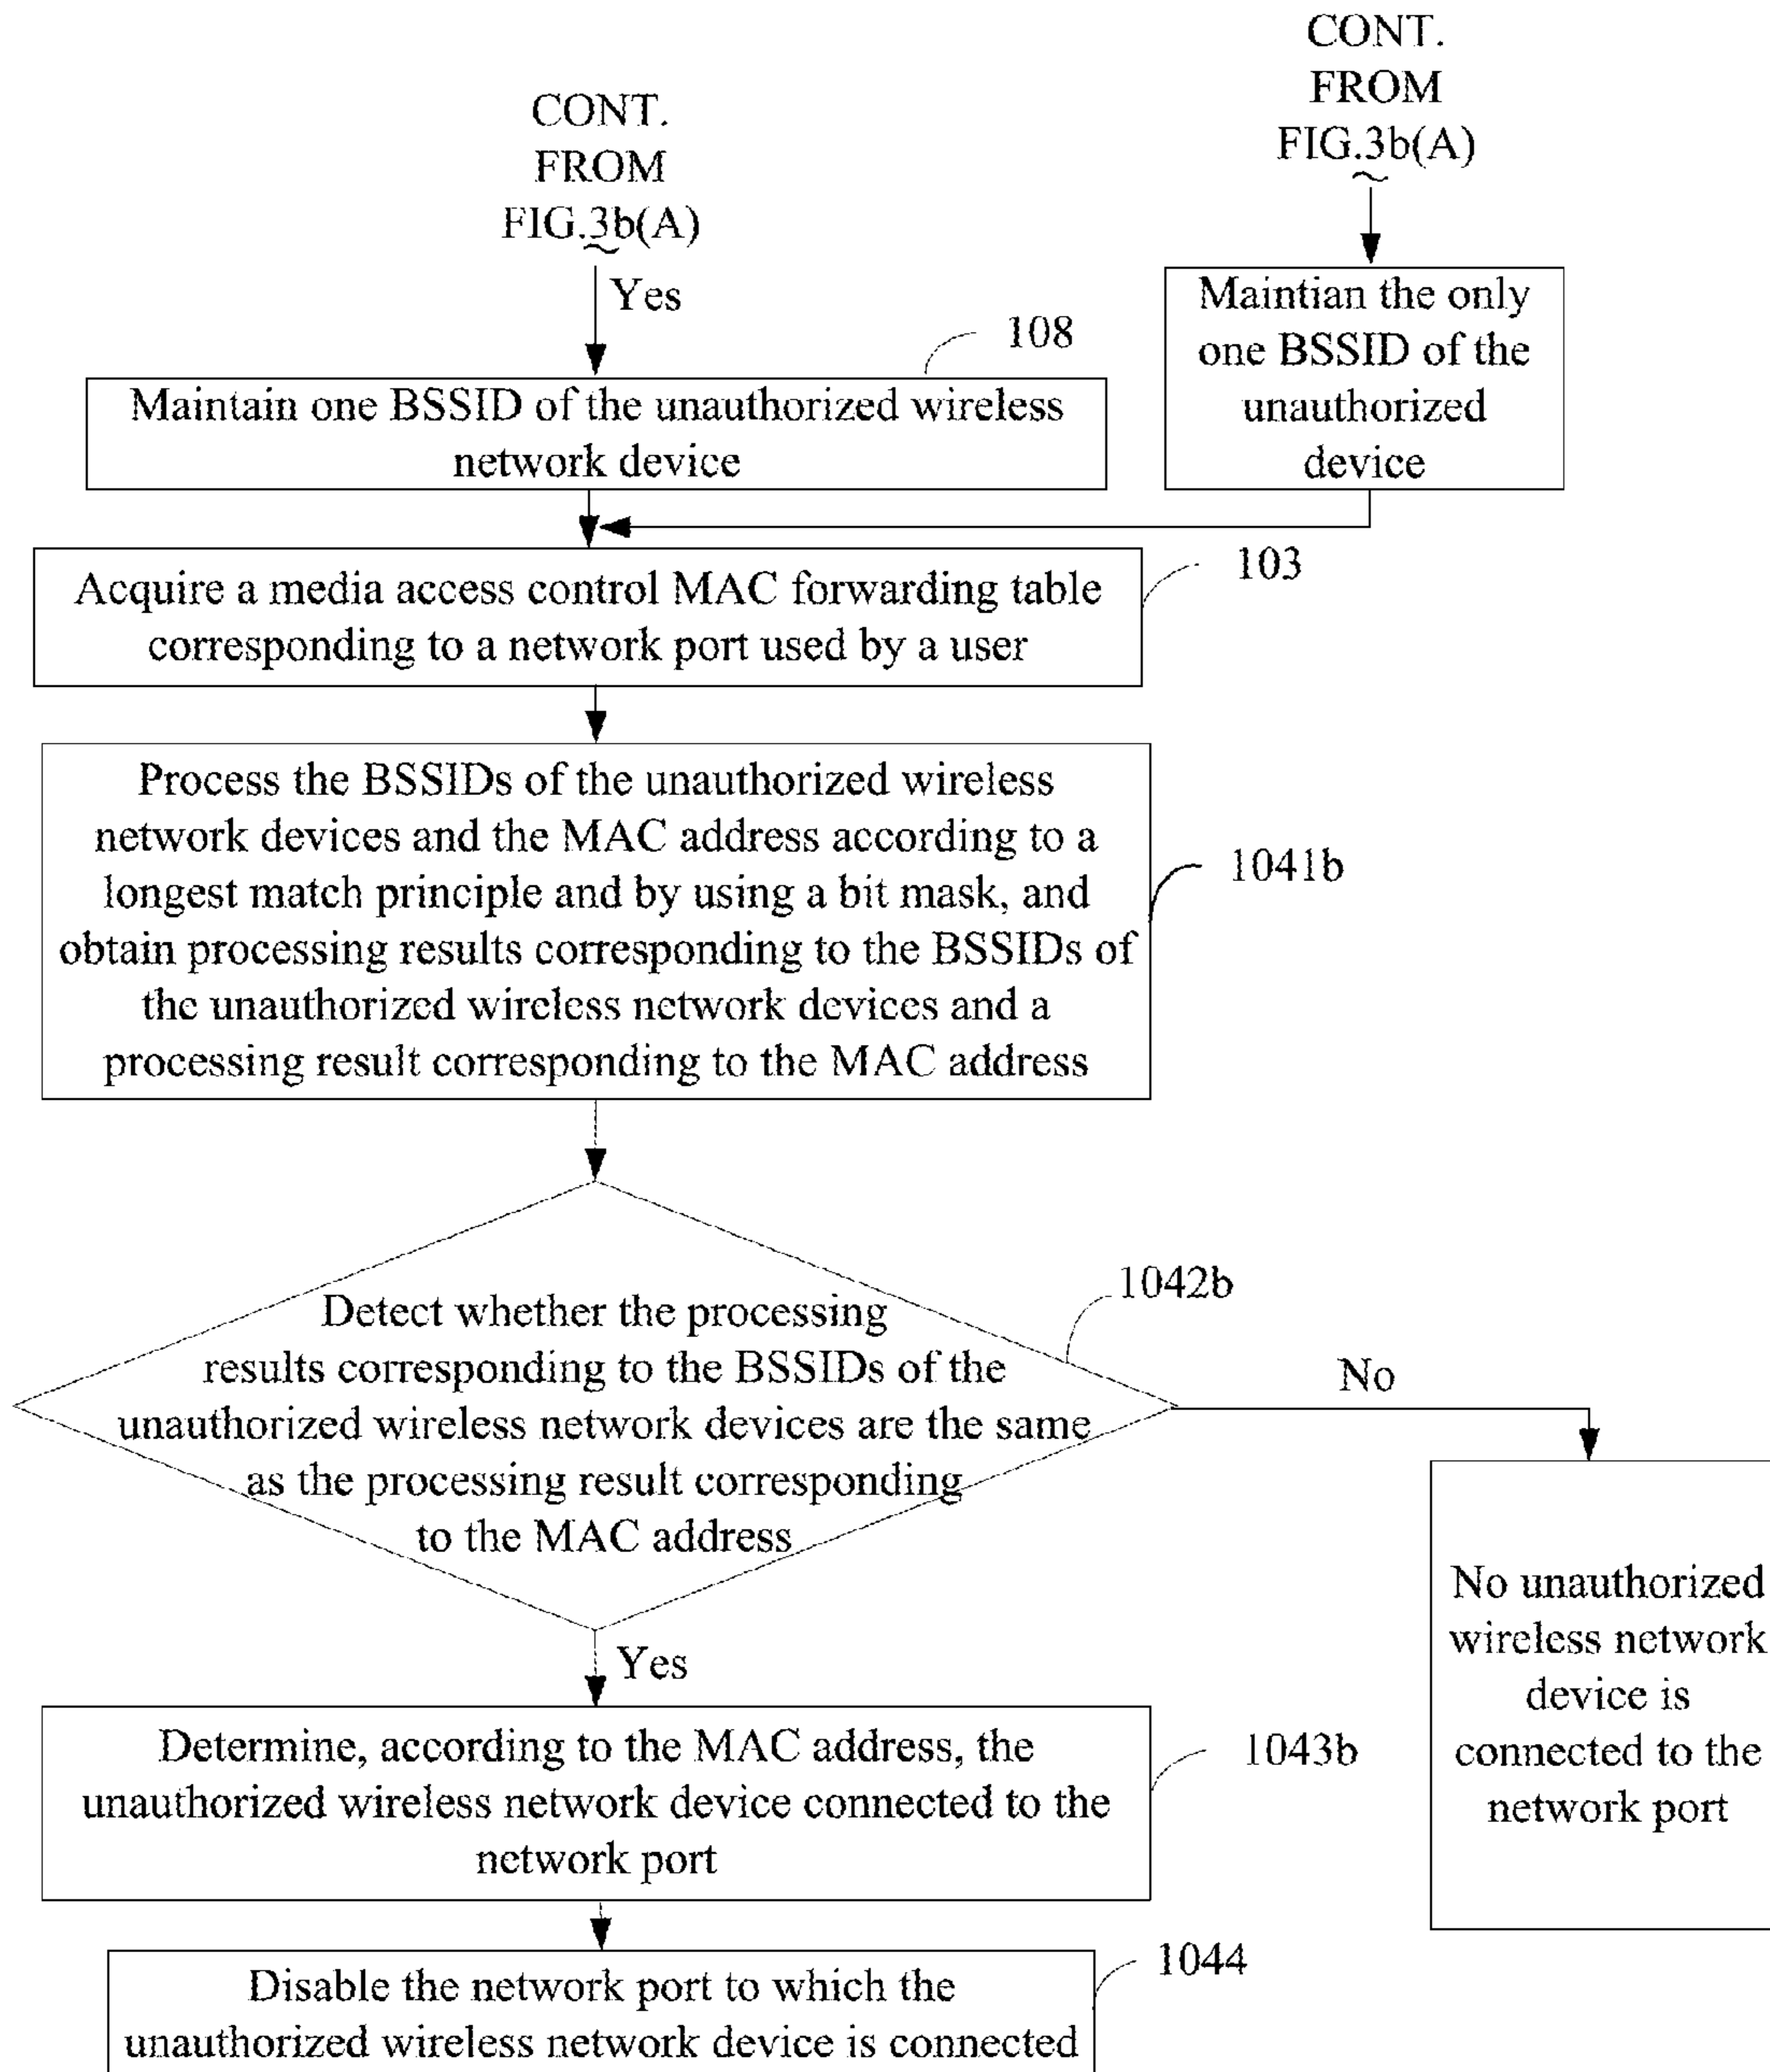 CONT.
FROM
FIG.3b(A)
CONT.
FROM
FIG.3b(A)
Yes
Maintian the only
one BSSID of the
unauthorized
device
108
Maintain one BSSID of the unauthorized wireless
network device
103
Acquire a media access control MAC forwarding table
corresponding to a network port used by a user
Process the BSSIDs of the unauthorized wireless
network devices and the MAC address according to a
longest match principle and by using a bit mask, and
obtain processing results corresponding to the BSSIDs of
the unauthorized wireless network devices and a
processing result corresponding to the MAC address
1041b
1042b
Detect whether the processing
results corresponding to the BSSIDs of the
unauthorized wireless network devices are the same
as the processing result corresponding
to the MAC address
No
Yes
No unauthorized
wireless network
device is
connected to the
network port
Determine, according to the MAC address, the
unauthorized wireless network device connected to the
network port
1043b
1044
Disable the network port to which the
unauthorized wireless network device is connected